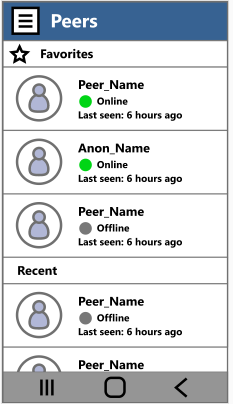 Peers
Favorites
Peer_Name
Online
Last seen: 6 hours ago
Anon_Name
Online
Last seen: 6 hours ago
Peer_Name
Offline
Last seen: 6 hours ago
Recent
Peer_Name
Offline
Last seen: 6 hours ago
Peer_Name